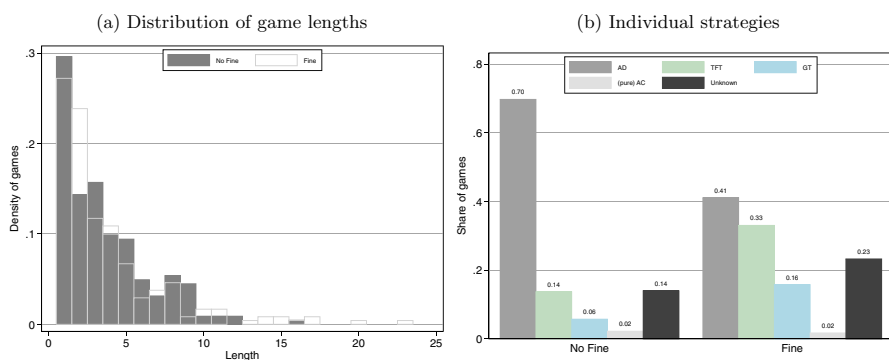 (a) Distribution of game lengths
.3
.2
.1
0
Density of games
No Fine
Fine
0 5 10 15 20 25
Length
(b) Individual strategies
.8
.6
.4
.2
0
Share of games
AD TFT GT
(pure) AC Unknown
0.70
0.14
0.06
0.02
0.14
0.41
0.33
0.16
0.02
0.23
No Fine Fine